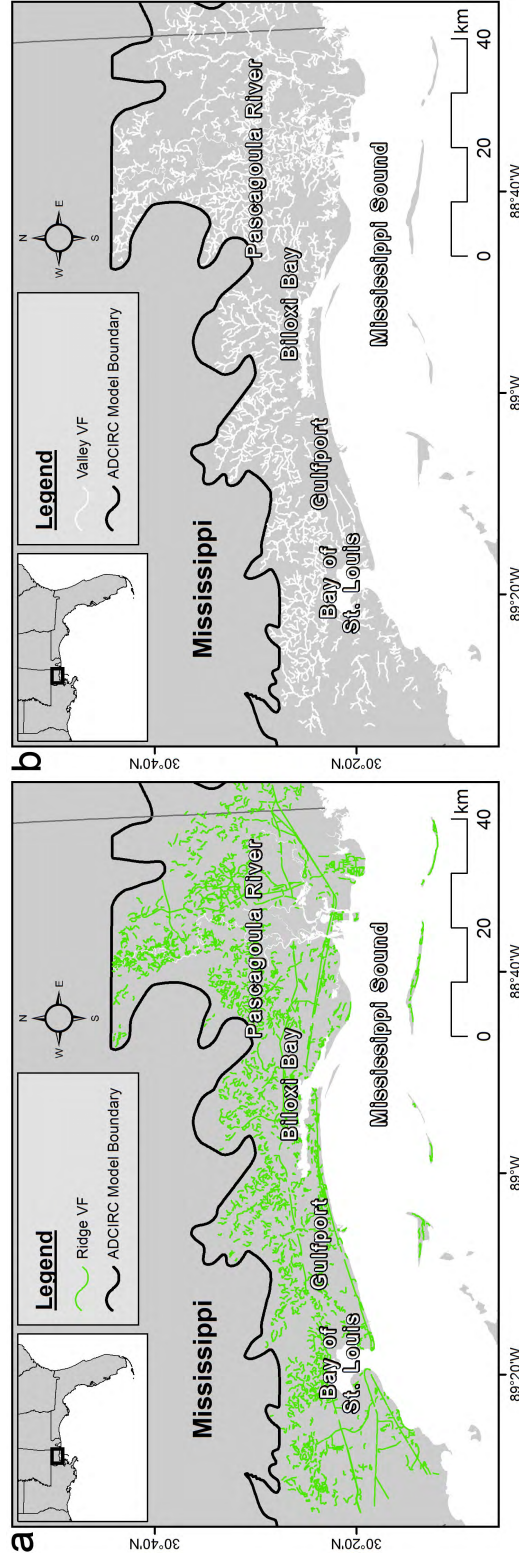 a
Legend
Ridge VF
ADCIRC Model Boundary
N
W
E
S
Mississippi
Pascagoula River
Biloxi Bay
Gulfport
Bay of
St. Louis
Mississippi Sound
0
20
40
km
30°40'N
30°20'N
89°20'W
89°W
88°40'W
b
Legend
Valley VF
ADCIRC Model Boundary
N
W
E
S
Mississippi
Pascagoula River
Biloxi Bay
Gulfport
Bay of
St. Louis
Mississippi Sound
0
20
40
km
30°40'N
30°20'N
89°20'W
89°W
88°40'W